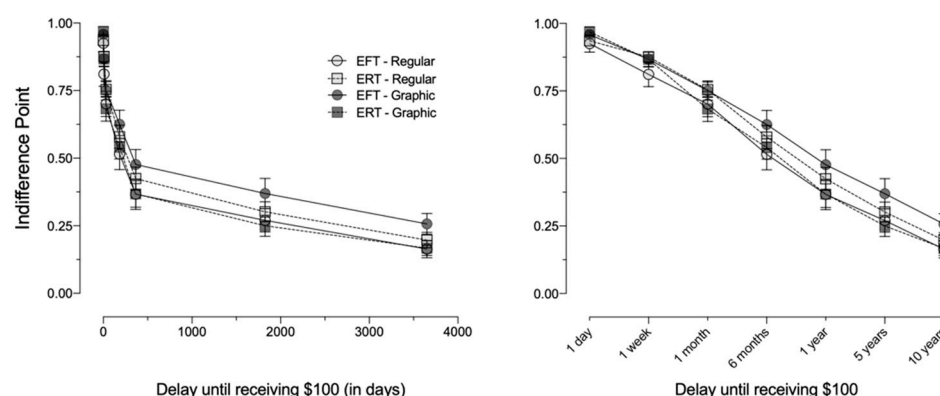 1.00
0.75
0.50
0.25
0.00
Indifference Point
EFT - Regular
ERT - Regular
EFT - Graphic
ERT - Graphic
0
1000
2000
3000
4000
Delay until receiving $100 (in days)
1.00
0.75
0.50
0.25
0.00
1 day
1 week
1 month
6 months
1 year
5 years
10 years
Delay until receiving $100